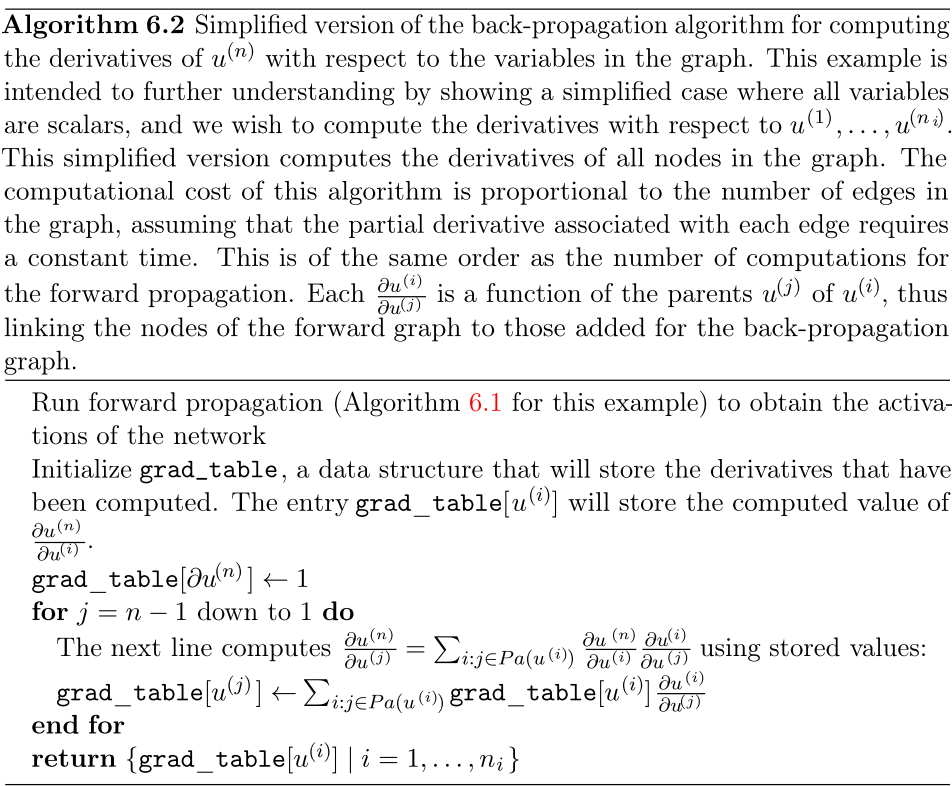 Algorithm 6.2 Simplified version of the back-propagation algorithm for computing
the derivatives of u^(n) with respect to the variables in the graph. This example is
intended to further understanding by showing a simplified case where all variables
are scalars, and we wish to compute the derivatives with respect to u^(1), . . . , u^(n_i).
This simplified version computes the derivatives of all nodes in the graph. The
computational cost of this algorithm is proportional to the number of edges in
the graph, assuming that the partial derivative associated with each edge requires
a constant time. This is of the same order as the number of computations for
the forward propagation. Each ∂u^(i)/∂u^(j) is a function of the parents u^(j) of u^(i), thus
linking the nodes of the forward graph to those added for the back-propagation
graph.
Run forward propagation (Algorithm 6.1 for this example) to obtain the activa-
tions of the network
Initialize grad_table, a data structure that will store the derivatives that have
been computed. The entry grad_table[u^(i)] will store the computed value of
∂u^(n)/∂u^(i).
grad_table[∂u^(n)] ← 1
for j = n − 1 down to 1 do
The next line computes ∂u^(n)/∂u^(j) = ∑_{i:j∈Pa(u^(i))} ∂u^(n)/∂u^(i) ∂u^(i)/∂u^(j) using stored values:
grad_table[u^(j)] ← ∑_{i:j∈Pa(u^(i))} grad_table[u^(i)] ∂u^(i)/∂u^(j)
end for
return {grad_table[u^(i)] | i = 1, . . . , n_i}